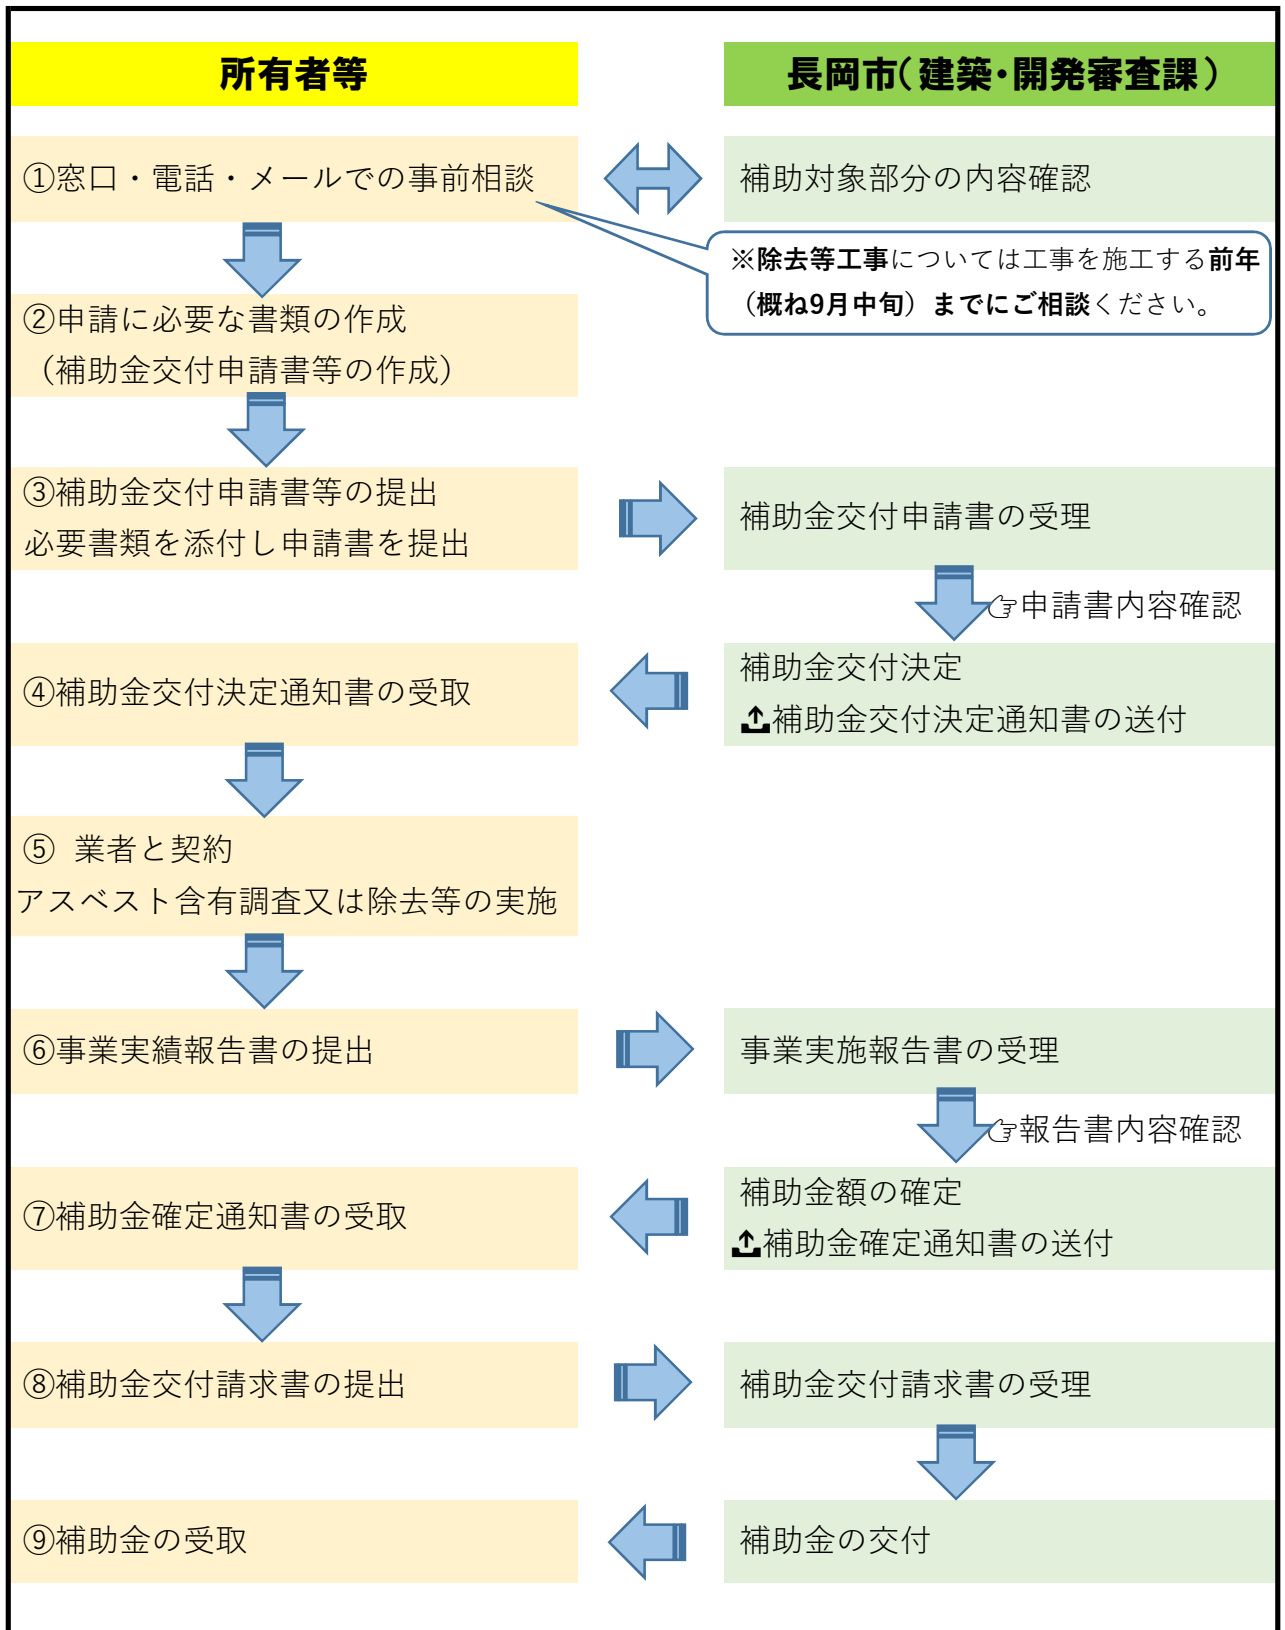 所有者等
長岡市(建築・開発審査課)
①窓口・電話・メールでの事前相談
補助対象部分の内容確認
※除去等工事については工事を施工する前年
(概ね9月中旬)までにご相談ください。
②申請に必要な書類の作成
(補助金交付申請書等の作成)
③補助金交付申請書等の提出
必要書類を添付し申請書を提出
補助金交付申請書の受理
☞申請書内容確認
④補助金交付決定通知書の受取
補助金交付決定
補助金交付決定通知書の送付
⑤ 業者と契約
アスベスト含有調査又は除去等の実施
⑥事業実績報告書の提出
事業実施報告書の受理
☞報告書内容確認
⑦補助金確定通知書の受取
補助金額の確定
補助金確定通知書の送付
⑧補助金交付請求書の提出
補助金交付請求書の受理
⑨補助金の受取
補助金の交付